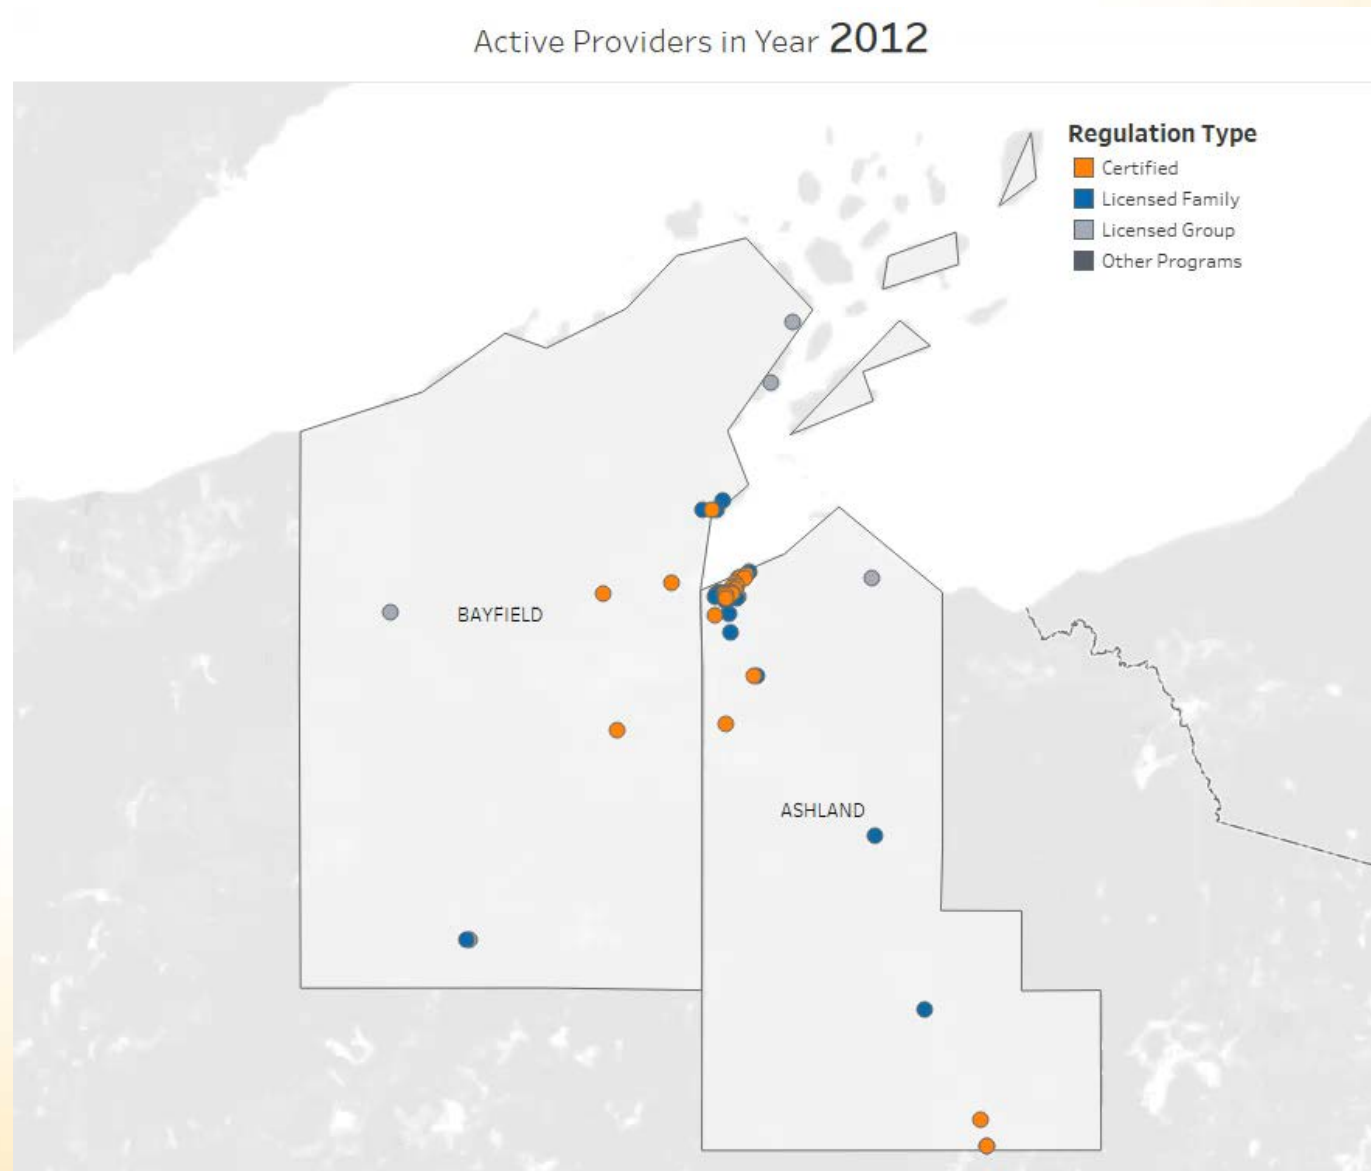 Active Providers in Year 2012
Regulation Type
Certified
Licensed Family
Licensed Group
Other Programs
BAYFIELD
ASHLAND